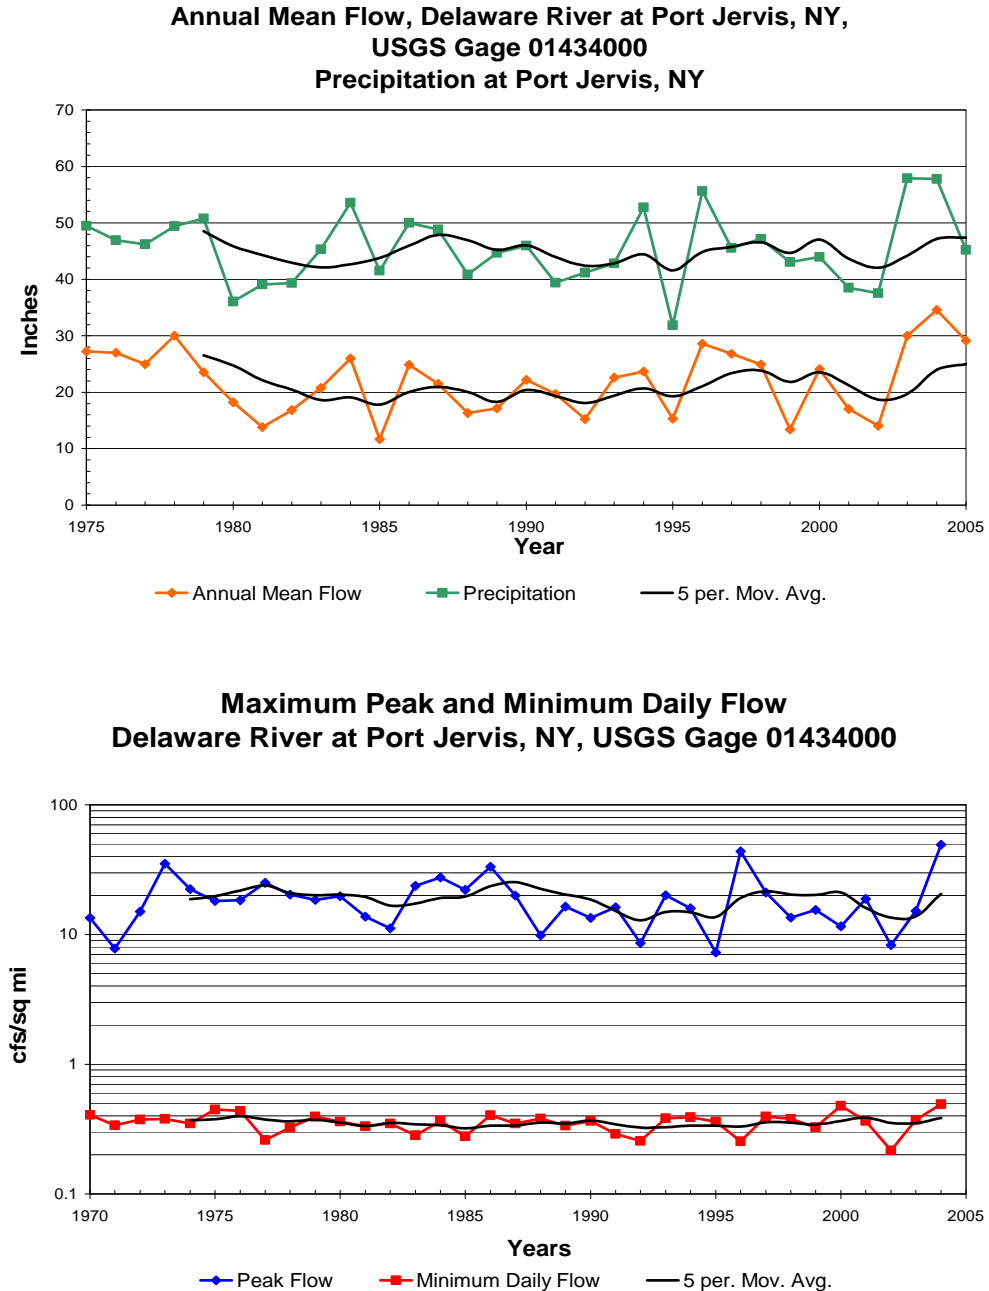 Annual Mean Flow, Delaware River at Port Jervis, NY,
USGS Gage 01434000
Precipitation at Port Jervis, NY
70
60
50
40
30
20
10
0
Inches
1975 1980 1985 1990 1995 2000 2005
Year
Annual Mean Flow Precipitation 5 per. Mov. Avg.
Maximum Peak and Minimum Daily Flow
Delaware River at Port Jervis, NY, USGS Gage 01434000
100
10
1
0.1
cfs/sq mi
1970 1975 1980 1985 1990 1995 2000 2005
Years
Peak Flow Minimum Daily Flow 5 per. Mov. Avg.